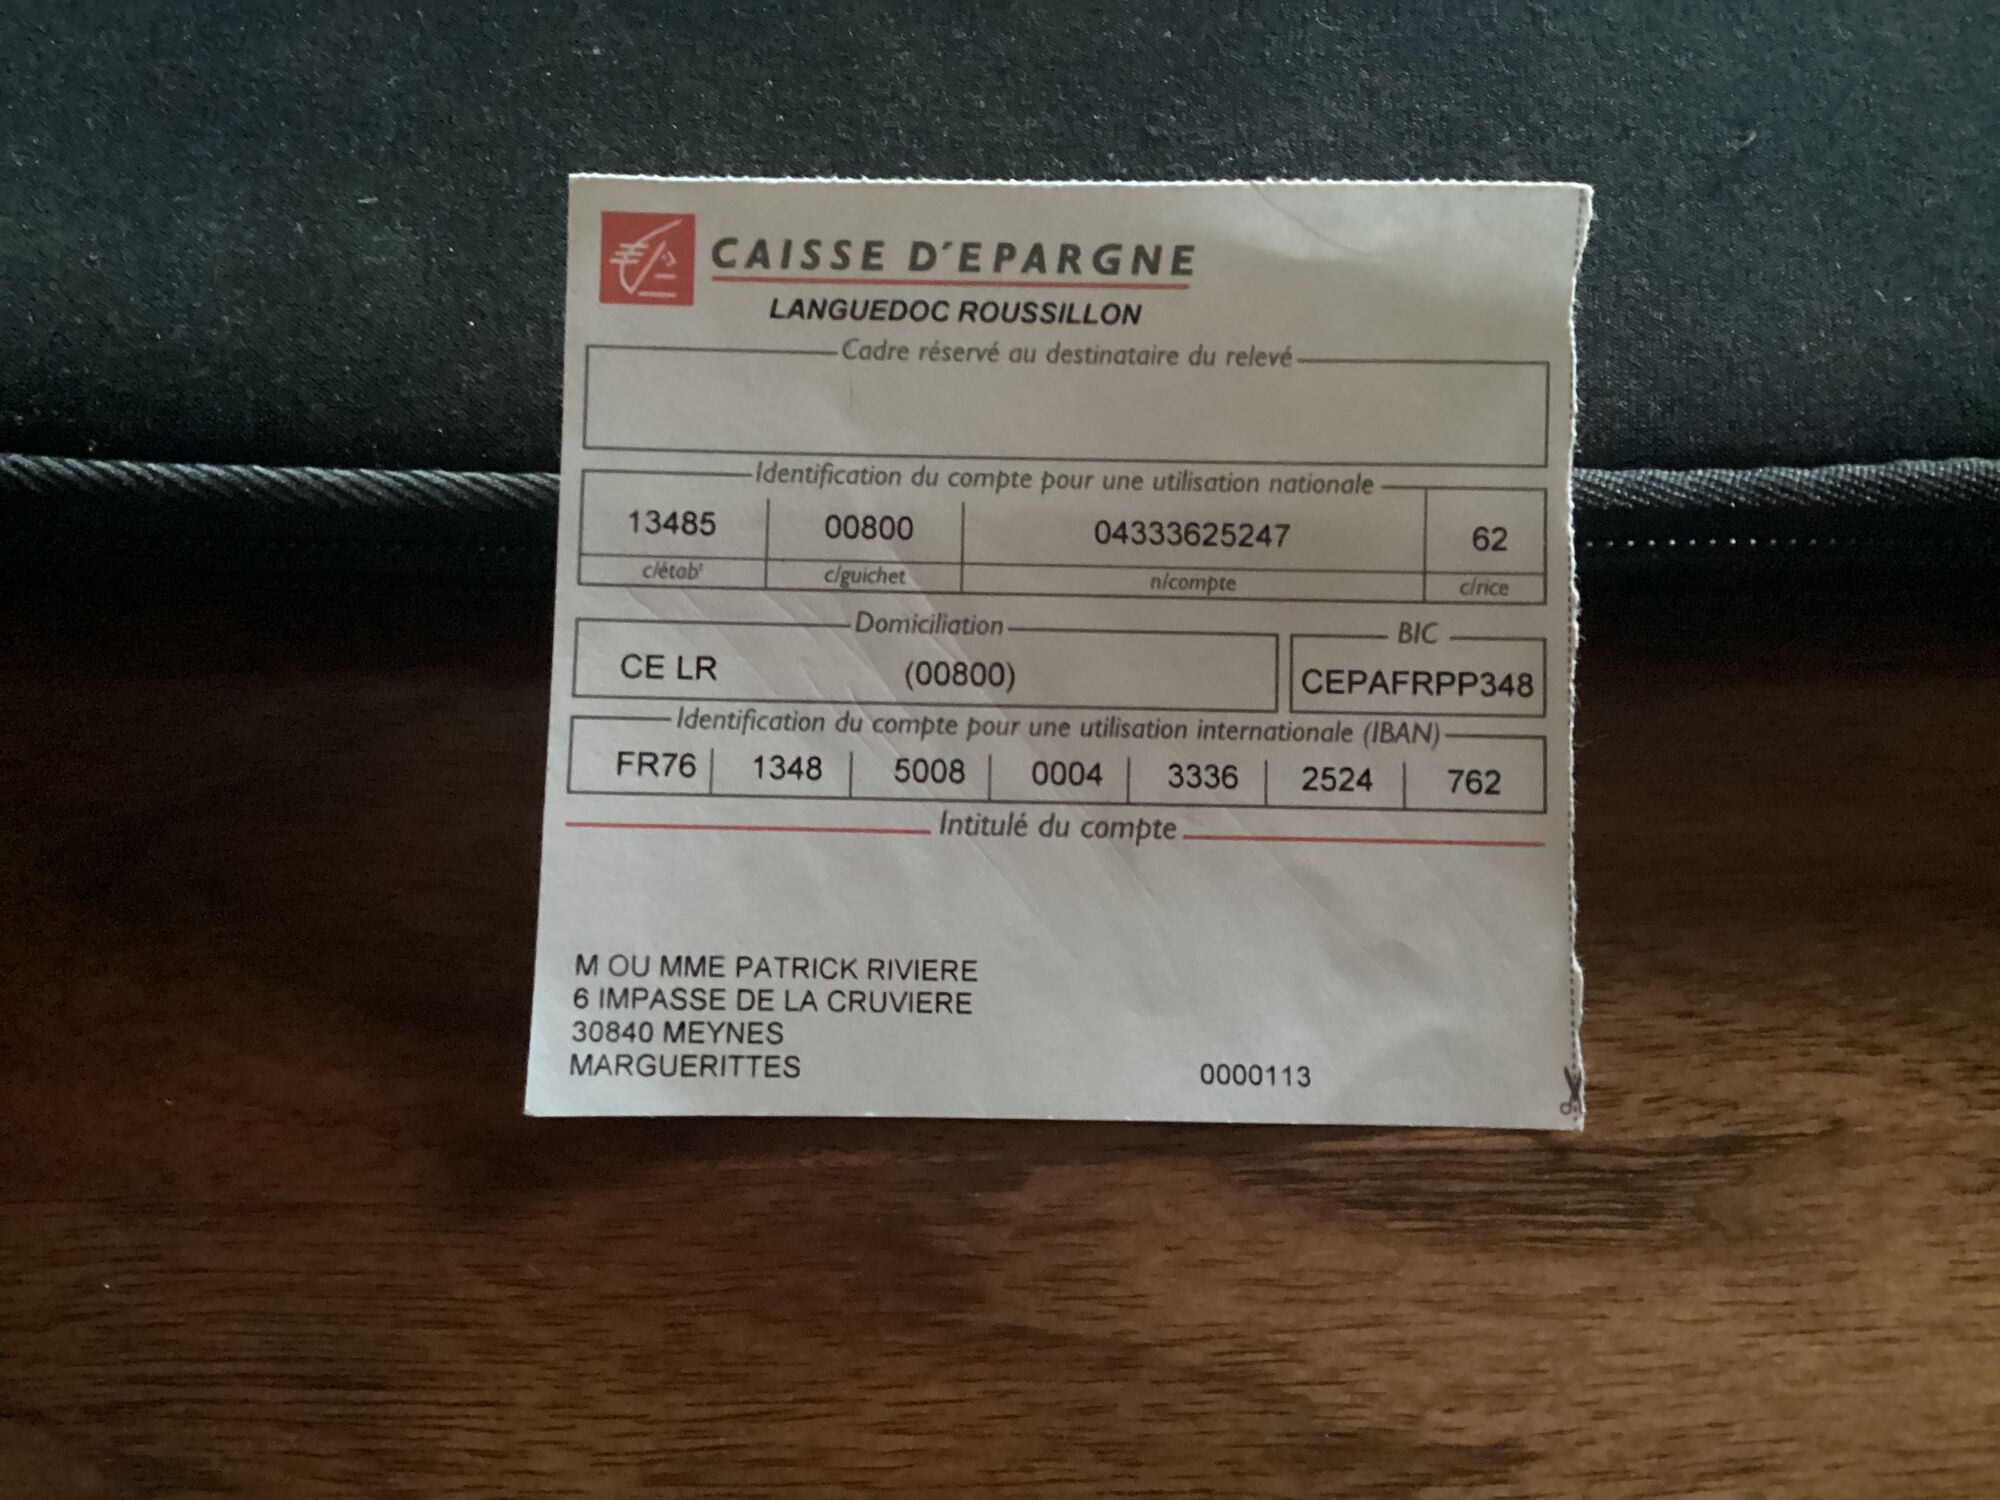 CAISSE D'EPARGNE
LANGUEDOC ROUSSILLON
Cadre réservé au destinataire du relevé
Identification du compte pour une utilisation nationale
13485 00800 04333625247 62
c/étabᵗ c/guichet n/compte c/rice
Domiciliation BIC
CE LR (00800) CEPAFRPP348
Identification du compte pour une utilisation internationale (IBAN)
FR76 1348 5008 0004 3336 2524 762
Intitulé du compte
M OU MME PATRICK RIVIERE
6 IMPASSE DE LA CRUVIERE
30840 MEYNES
MARGUERITTES 0000113